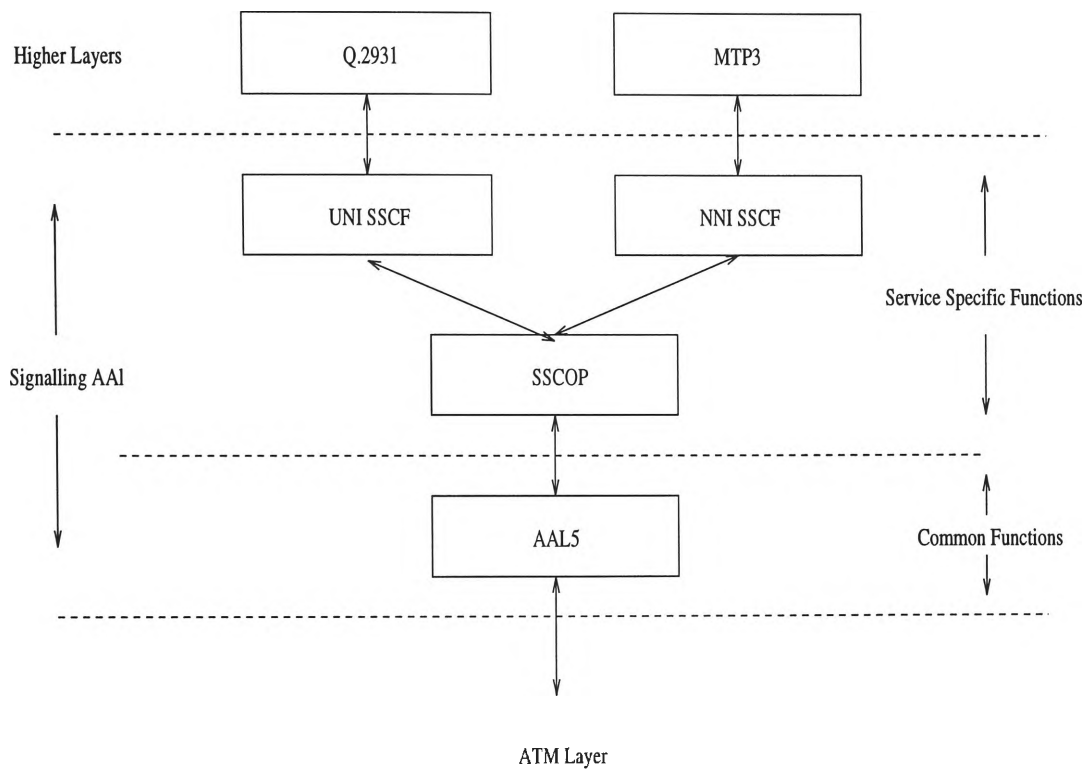 Higher Layers
Q.2931
MTP3
UNI SSCF
NNI SSCF
Service Specific Functions
SSCOP
Signalling AAl
AAL5
Common Functions
ATM Layer